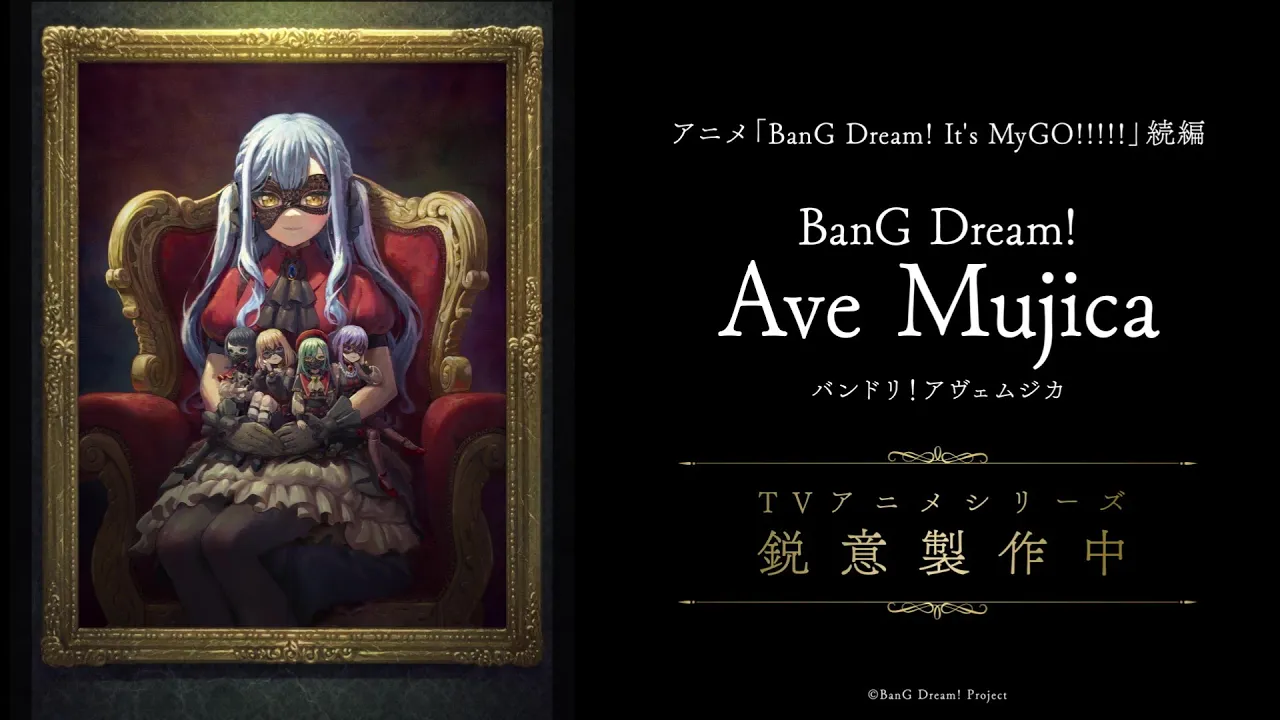 アニメ「BanG Dream! It's MyGO!!!!!」続編
BanG Dream!
Ave Mujica
バンドリ！アヴェムジカ
TVアニメシリーズ
鋭意製作中
©BanG Dream! Project